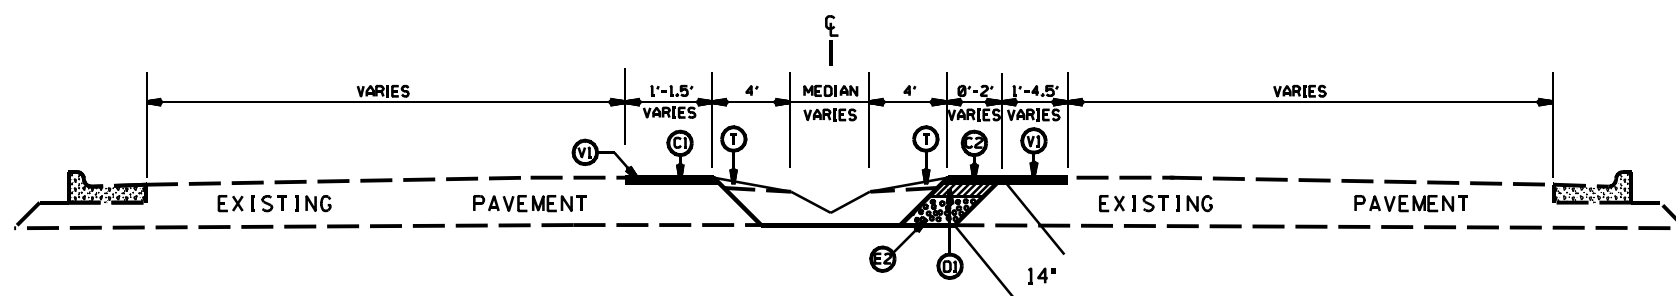 ℄
VARIES 1'-1.5' 4' MEDIAN 4' 0'-2' 1'-4.5' VARIES
VARIES VARIES VARIES VARIES
V1 C1 T T C2 V1
EXISTING PAVEMENT EXISTING PAVEMENT
E2 D1 14"